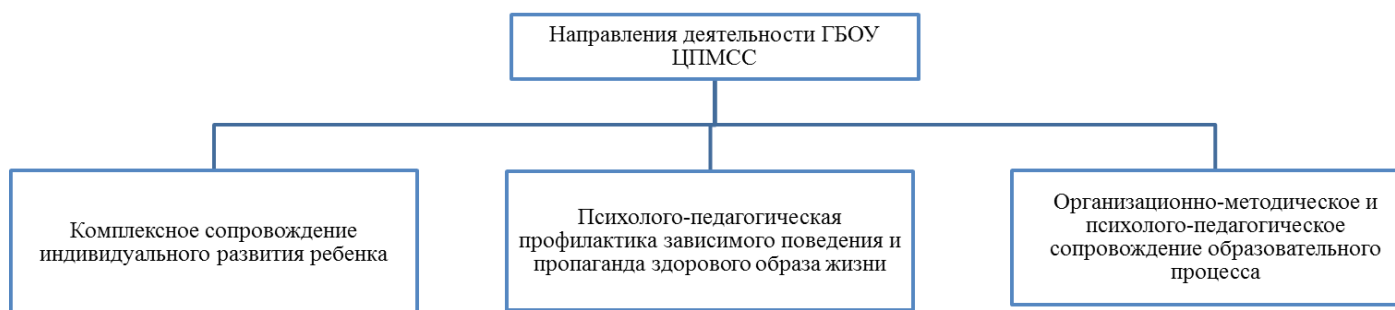 Направления деятельности ГБОУ
ЦПМСС
Комплексное сопровождение
индивидуального развития ребенка
Психолого-педагогическая
профилактика зависимого поведения и
пропаганда здорового образа жизни
Организационно-методическое и
психолого-педагогическое
сопровождение образовательного
процесса